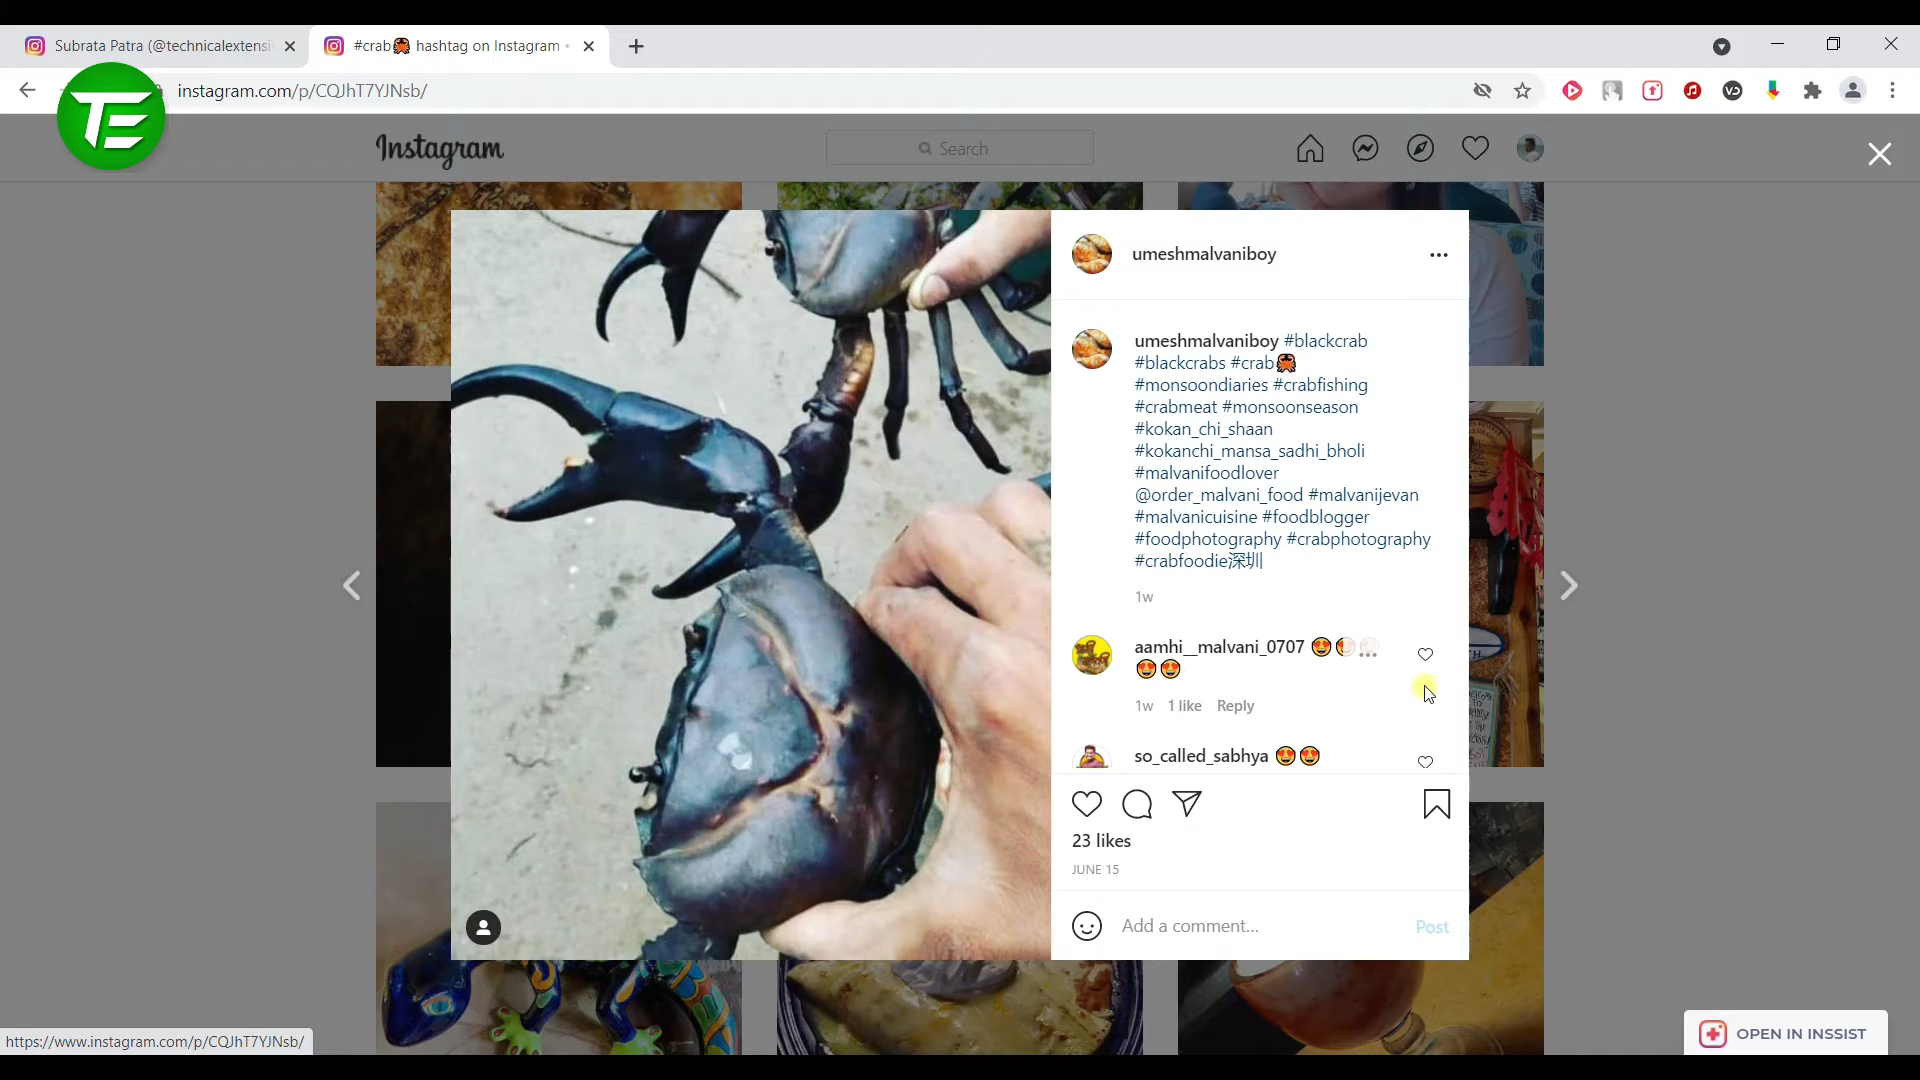 Subrata Patra (@technicalextensi
#crab🦀 hashtag on Instagram •
instagram.com/p/CQJhT7YJNsb/
TE
Instagram
Search
umeshmalvaniboy
umeshmalvaniboy #blackcrab
#blackcrabs #crab🦀
#monsoondiaries #crabfishing
#crabmeat #monsoonseason
#kokan_chi_shaan
#kokanchi_mansa_sadhi_bholi
#malvanifoodlover
@order_malvani_food #malvanijevan
#malvanicuisine #foodblogger
#foodphotography #crabphotography
#crabfoodie深圳
1w
aamhi__malvani_0707 😍😍...
😍😍
1w 1 like Reply
so_called_sabhya 😍😍
23 likes
JUNE 15
Add a comment...
Post
https://www.instagram.com/p/CQJhT7YJNsb/
OPEN IN INSSIST